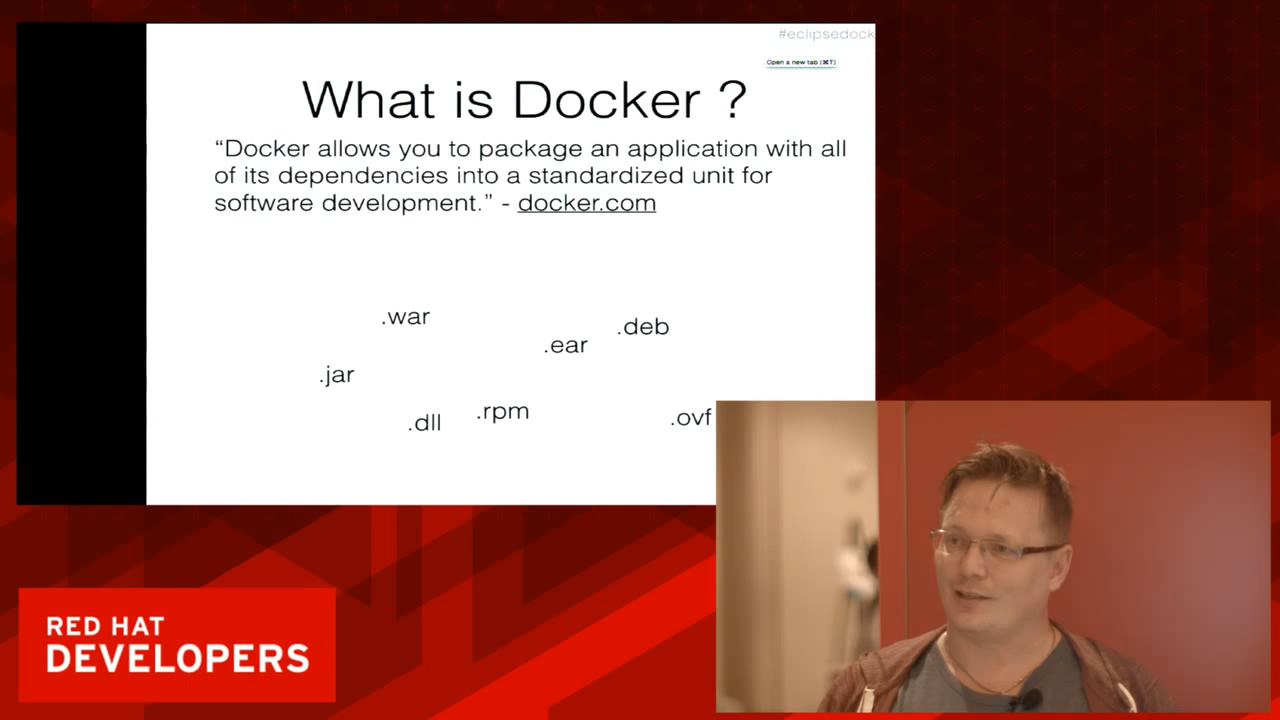 #eclipsedock
Open a new tab (⌘T)
What is Docker ?
“Docker allows you to package an application with all
of its dependencies into a standardized unit for
software development.” - docker.com
.war
.deb
.ear
.jar
.rpm
.dll
.ovf
RED HAT
DEVELOPERS